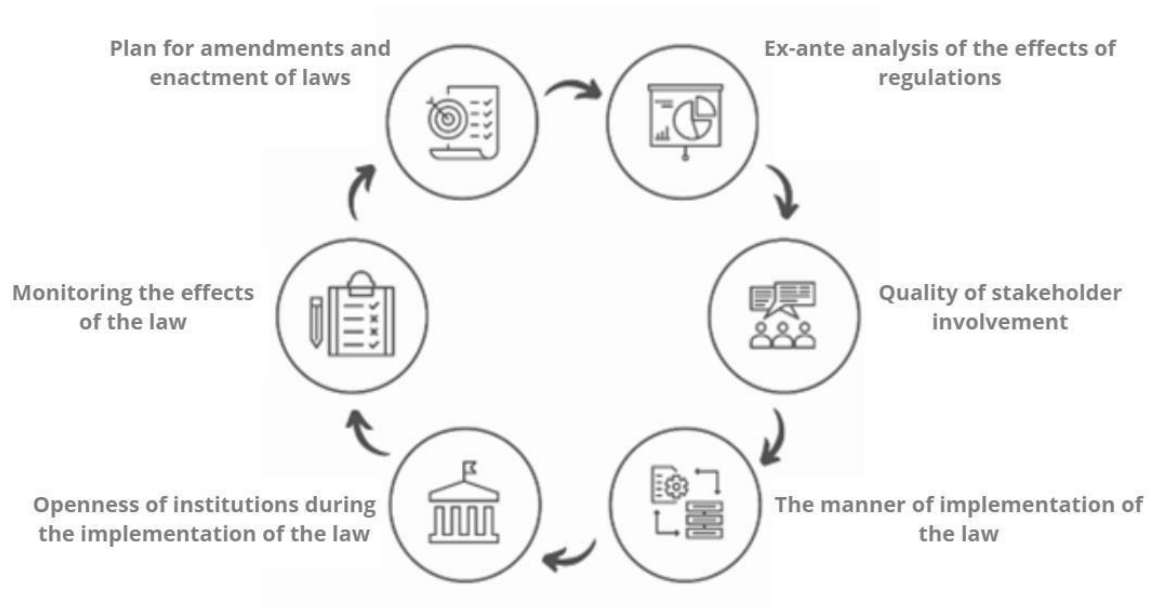 Plan for amendments and
enactment of laws
Ex-ante analysis of the effects of
regulations
Quality of stakeholder
involvement
The manner of implementation of
the law
Openness of institutions during
the implementation of the law
Monitoring the effects
of the law